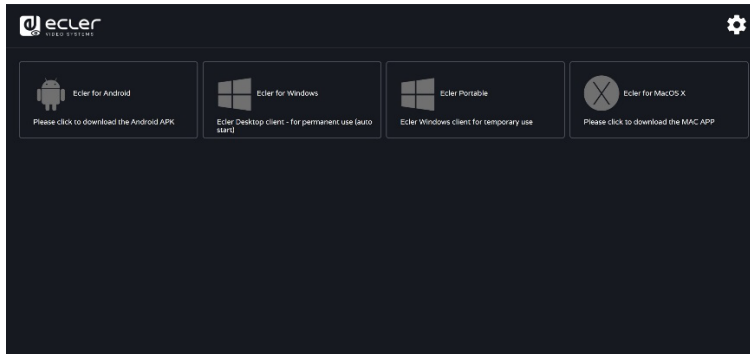 ecler
VIDEO SYSTEMS
Ecler for Android
Please click to download the Android APK
Ecler for Windows
Ecler Desktop client - for permanent use (auto
start)
Ecler Portable
Ecler Windows client for temporary use
Ecler for MacOS X
Please click to download the MAC APP